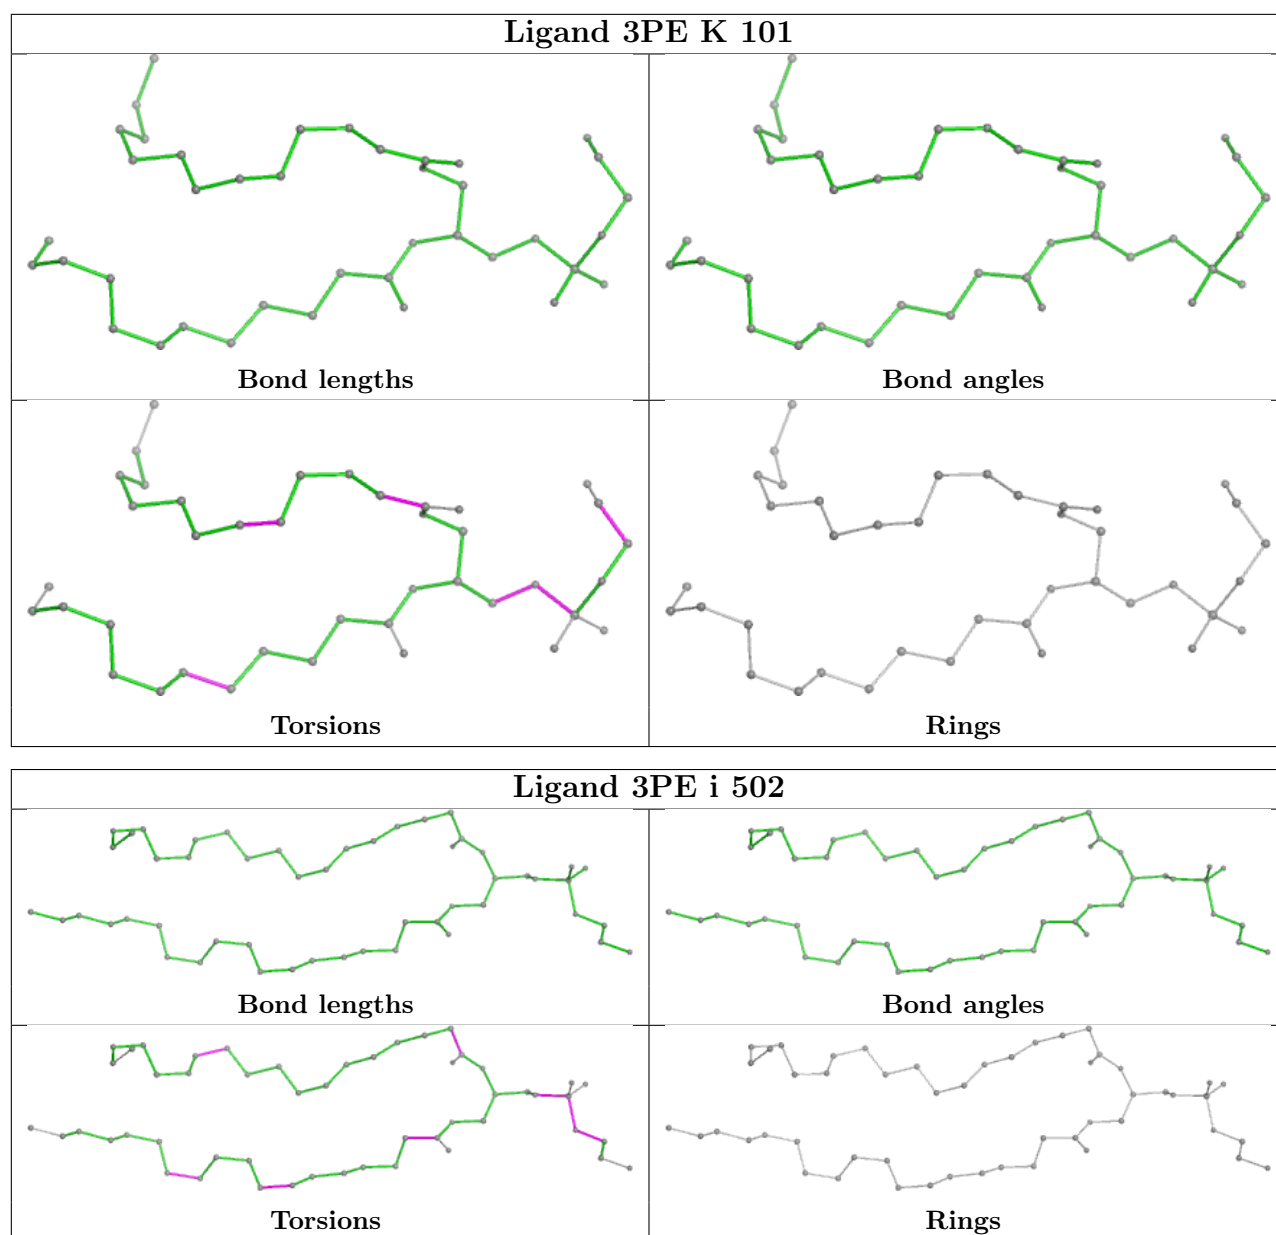 Ligand 3PE K 101
Bond lengths
Bond angles
Torsions
Rings
Ligand 3PE i 502
Bond lengths
Bond angles
Torsions
Rings